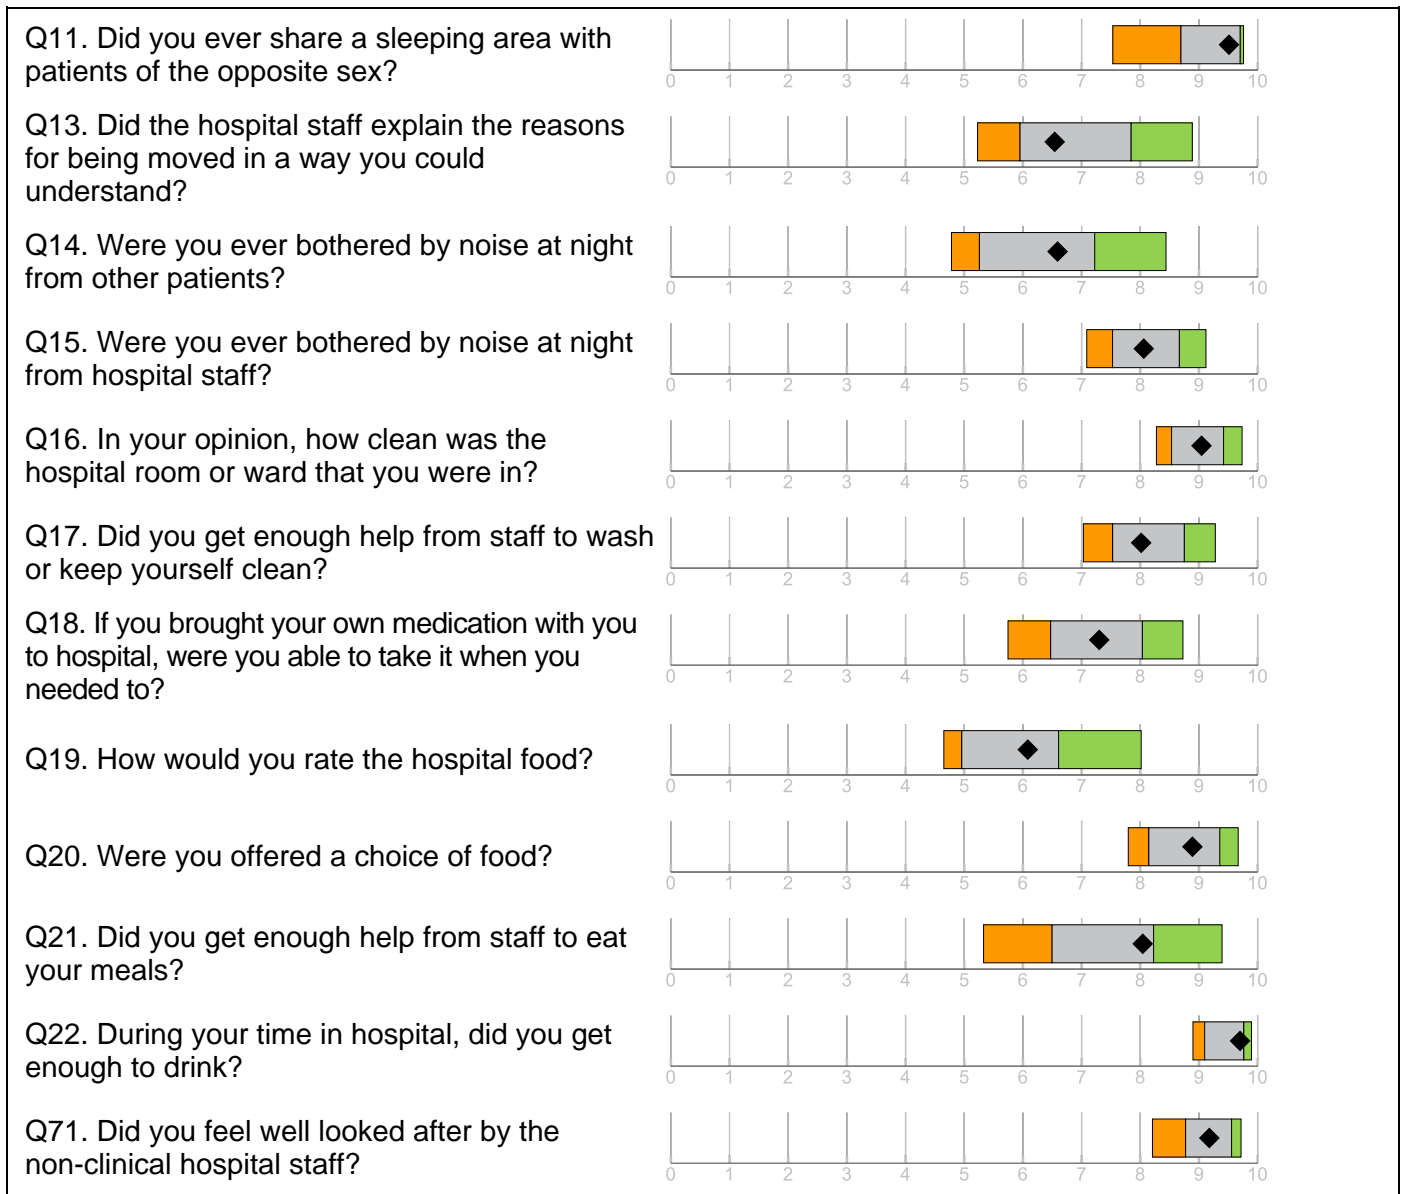 Q11. Did you ever share a sleeping area with
patients of the opposite sex?
0 1 2 3 4 5 6 7 8 9 10
Q13. Did the hospital staff explain the reasons
for being moved in a way you could
understand?
0 1 2 3 4 5 6 7 8 9 10
Q14. Were you ever bothered by noise at night
from other patients?
0 1 2 3 4 5 6 7 8 9 10
Q15. Were you ever bothered by noise at night
from hospital staff?
0 1 2 3 4 5 6 7 8 9 10
Q16. In your opinion, how clean was the
hospital room or ward that you were in?
0 1 2 3 4 5 6 7 8 9 10
Q17. Did you get enough help from staff to wash
or keep yourself clean?
0 1 2 3 4 5 6 7 8 9 10
Q18. If you brought your own medication with you
to hospital, were you able to take it when you
needed to?
0 1 2 3 4 5 6 7 8 9 10
Q19. How would you rate the hospital food?
0 1 2 3 4 5 6 7 8 9 10
Q20. Were you offered a choice of food?
0 1 2 3 4 5 6 7 8 9 10
Q21. Did you get enough help from staff to eat
your meals?
0 1 2 3 4 5 6 7 8 9 10
Q22. During your time in hospital, did you get
enough to drink?
0 1 2 3 4 5 6 7 8 9 10
Q71. Did you feel well looked after by the
non-clinical hospital staff?
0 1 2 3 4 5 6 7 8 9 10